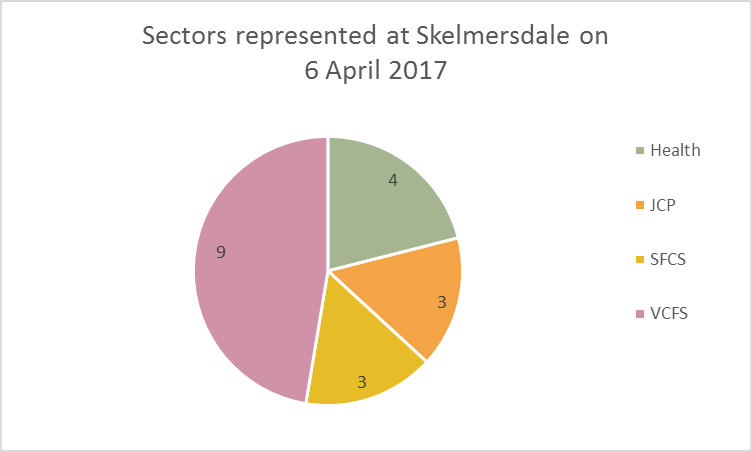 Sectors represented at Skelmersdale on
6 April 2017
4
Health
9
3
3
JCP
SFCS
VCFS